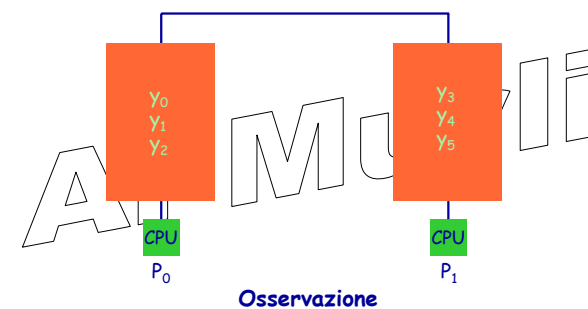 y₀
y₁
y₂
y₃
y₄
y₅
CPU
CPU
P₀
P₁
Osservazione